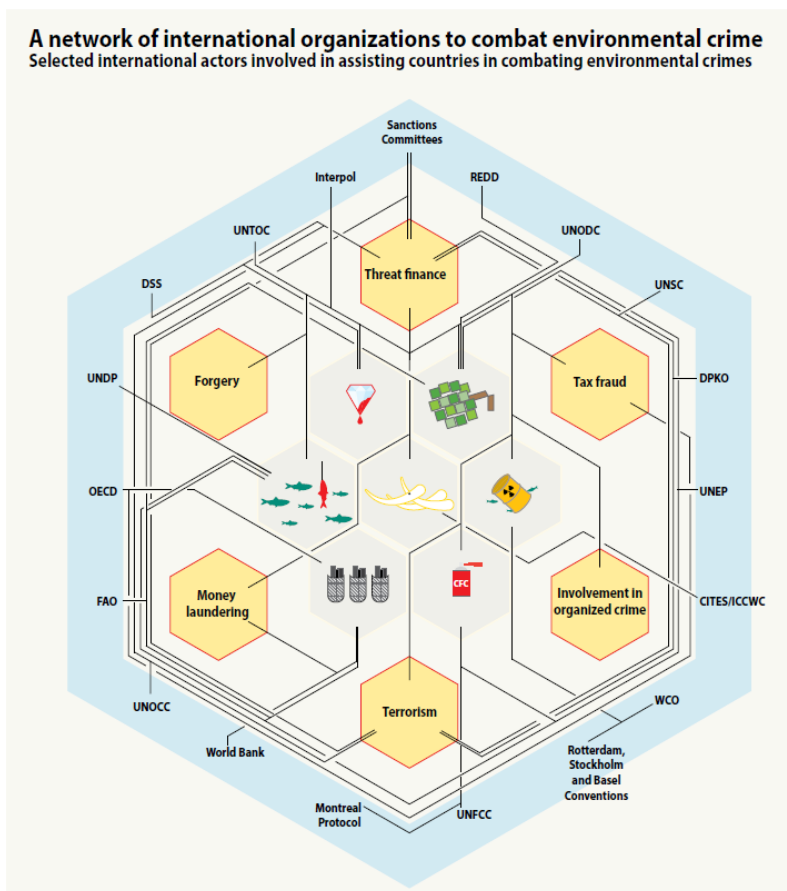 A network of international organizations to combat environmental crime
Selected international actors involved in assisting countries in combating environmental crimes
Sanctions
Committees
Interpol
REDD
UNTOC
UNODC
DSS
Threat finance
UNSC
UNDP
Forgery
Tax fraud
DPKO
OECD
UNEP
FAO
Money
laundering
CFC
Involvement in
organized crime
CITES/ICCWC
UNOCC
Terrorism
WCO
World Bank
Rotterdam,
Stockholm
and Basel
Conventions
Montreal
Protocol
UNFCC